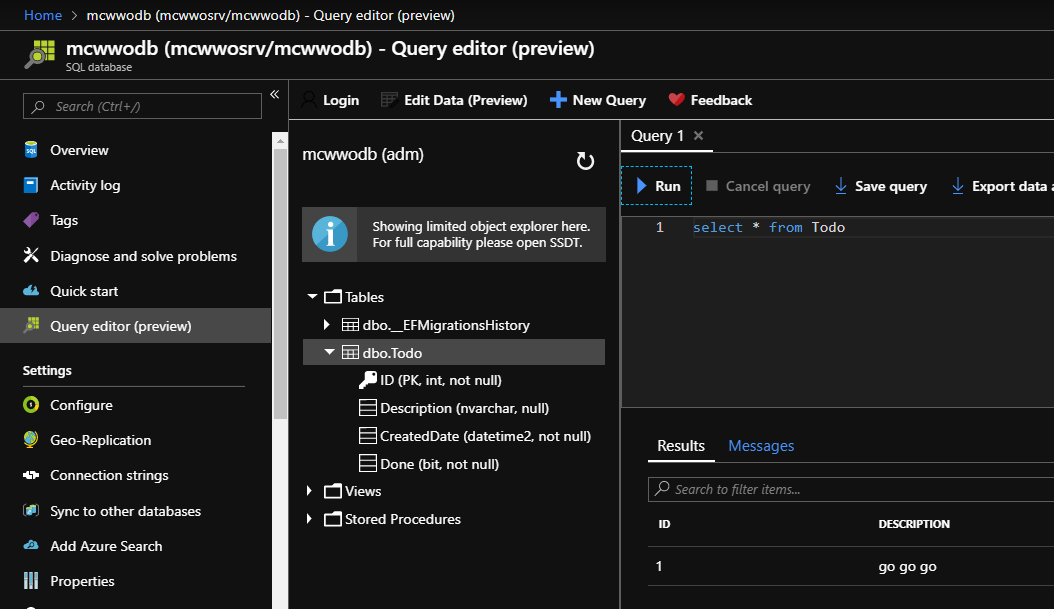 Home > mcwwodb (mcwwosrv/mcwwodb) - Query editor (preview)
mcwwodb (mcwwosrv/mcwwodb) - Query editor (preview)
SQL database
Search (Ctrl+/)
«
Overview
Activity log
Tags
Diagnose and solve problems
Quick start
Query editor (preview)
Settings
Configure
Geo-Replication
Connection strings
Sync to other databases
Add Azure Search
Properties
Login
Edit Data (Preview)
New Query
Feedback
mcwwodb (adm)
Showing limited object explorer here.
For full capability please open SSDT.
Tables
dbo.__EFMigrationsHistory
dbo.Todo
ID (PK, int, not null)
Description (nvarchar, null)
CreatedDate (datetime2, not null)
Done (bit, not null)
Views
Stored Procedures
Query 1 ×
Run
Cancel query
Save query
Export data a
1 select * from Todo
Results Messages
Search to filter items...
ID DESCRIPTION
1 go go go